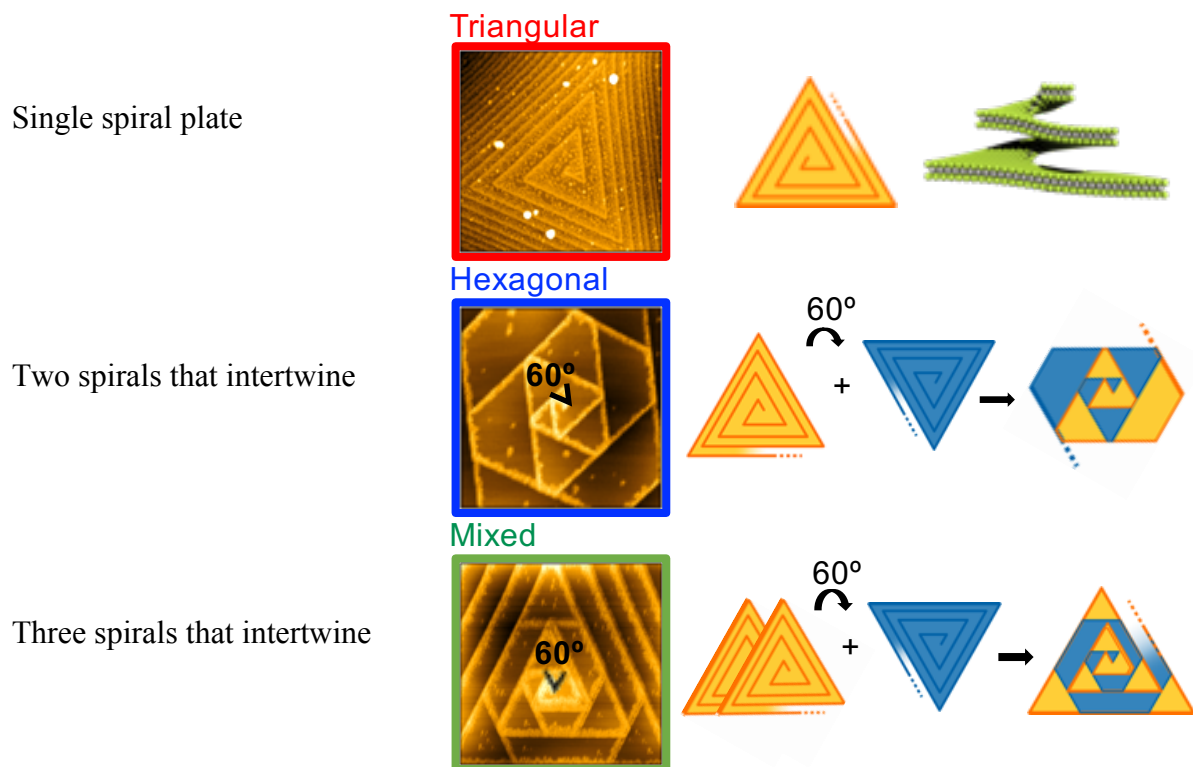 Triangular
Single spiral plate
Hexagonal
60º
60º
+
Two spirals that intertwine
Mixed
60º
60º
+
Three spirals that intertwine